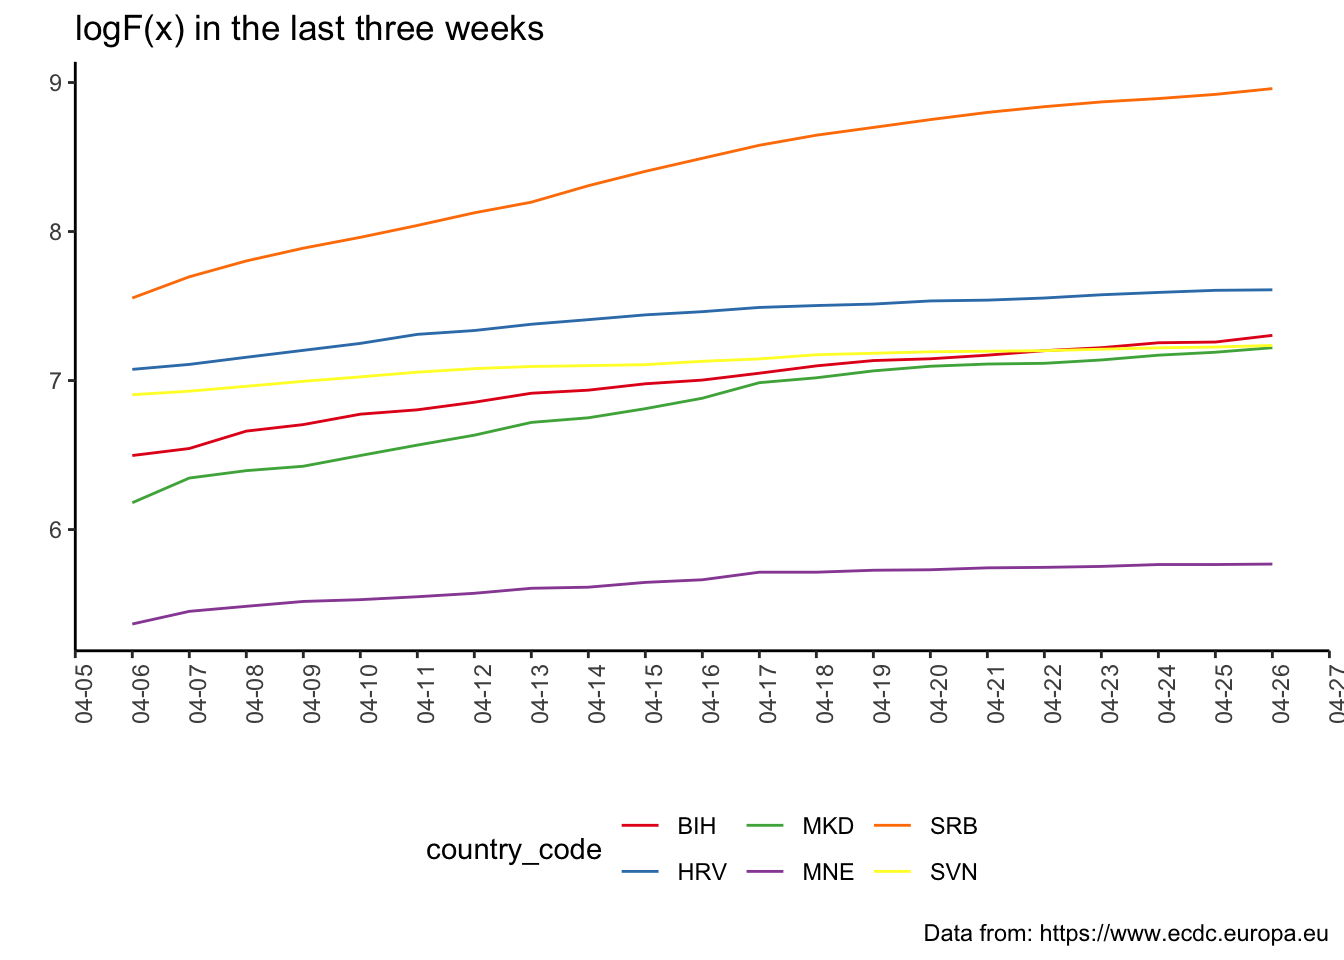 logF(x) in the last three weeks
9
8
7
6
04-05 04-06 04-07 04-08 04-09 04-10 04-11 04-12 04-13 04-14 04-15 04-16 04-17 04-18 04-19 04-20 04-21 04-22 04-23 04-24 04-25 04-26 04-27
country_code
BIH MKD SRB
HRV MNE SVN
Data from: https://www.ecdc.europa.eu